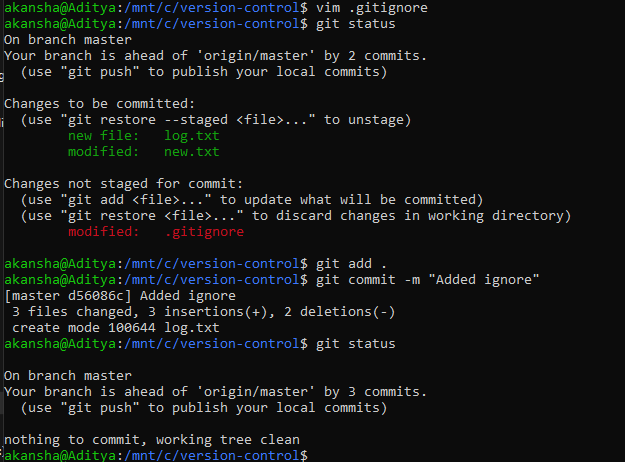 akansha@Aditya:/mnt/c/version-control$ vim .gitignore
akansha@Aditya:/mnt/c/version-control$ git status
On branch master
Your branch is ahead of 'origin/master' by 2 commits.
  (use "git push" to publish your local commits)

Changes to be committed:
  (use "git restore --staged <file>..." to unstage)
        new file:   log.txt
        modified:   new.txt

Changes not staged for commit:
  (use "git add <file>..." to update what will be committed)
  (use "git restore <file>..." to discard changes in working directory)
        modified:   .gitignore

akansha@Aditya:/mnt/c/version-control$ git add .
akansha@Aditya:/mnt/c/version-control$ git commit -m "Added ignore"
[master d56086c] Added ignore
 3 files changed, 3 insertions(+), 2 deletions(-)
 create mode 100644 log.txt
akansha@Aditya:/mnt/c/version-control$ git status

On branch master
Your branch is ahead of 'origin/master' by 3 commits.
  (use "git push" to publish your local commits)

nothing to commit, working tree clean
akansha@Aditya:/mnt/c/version-control$